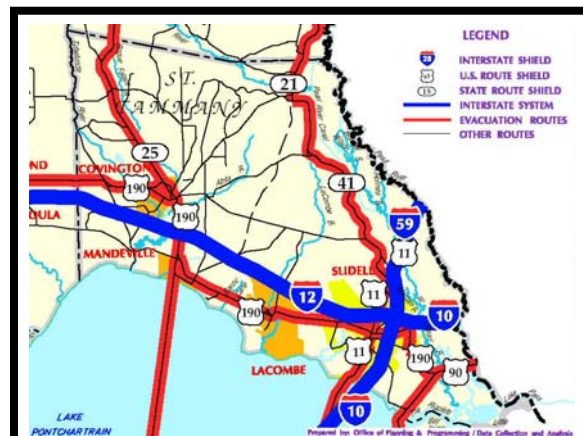 LEGEND
INTERSTATE SHIELD
U.S. ROUTE SHIELD
15 STATE ROUTE SHIELD
INTERSTATE SYSTEM
EVACUATION ROUTES
OTHER ROUTES
ST.
TAMMANY
21
25
COVINGTON
190
190
41
59
11
DULA
MANDEVILLE
SLIDELL
12
11
10
190
11
190
90
LACOMBE
10
LAKE
PONTCHARTRAIN
Prepared by: Office of Planning & Programming / Data Collection and Analysis